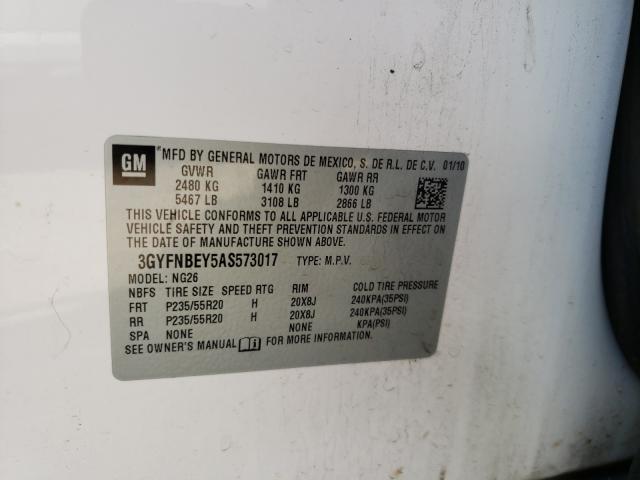 GM *MFD BY GENERAL MOTORS DE MEXICO, S. DE R.L. DE C.V. 01/10
GVWR GAWR FRT GAWR RR
2480 KG 1410 KG 1300 KG
5467 LB 3108 LB 2866 LB
THIS VEHICLE CONFORMS TO ALL APPLICABLE U.S. FEDERAL MOTOR
VEHICLE SAFETY AND THEFT PREVENTION STANDARDS IN EFFECT ON
THE DATE OF MANUFACTURE SHOWN ABOVE.
3GYFNBEY5AS573017 TYPE: M.P.V.
MODEL: NG26
NBFS TIRE SIZE SPEED RTG RIM COLD TIRE PRESSURE
FRT P235/55R20 H 20X8J 240KPA(35PSI)
RR P235/55R20 H 20X8J 240KPA(35PSI)
SPA NONE NONE KPA(PSI)
SEE OWNER'S MANUAL FOR MORE INFORMATION.